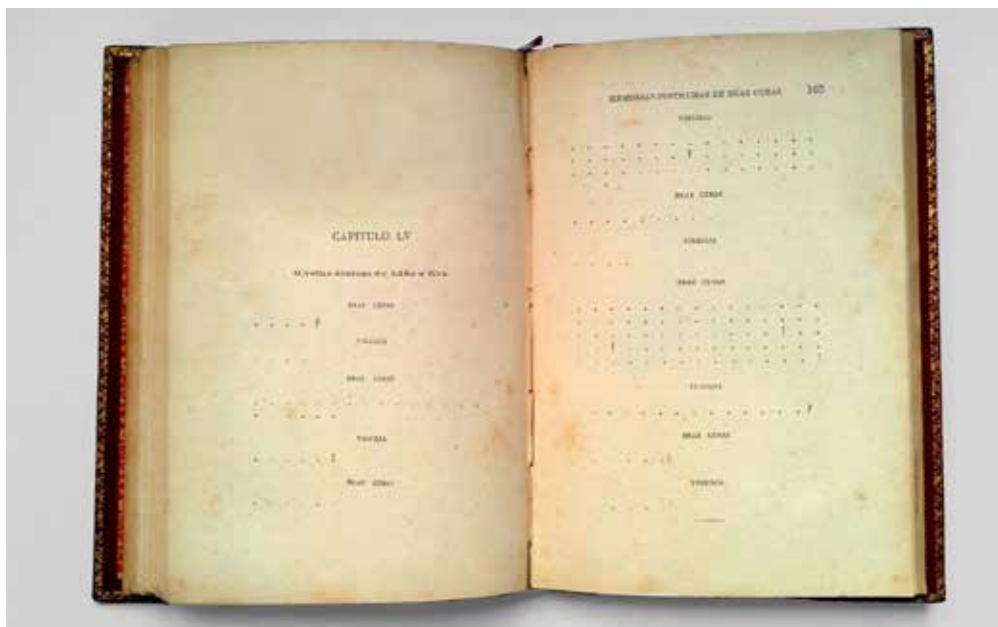 CAPITULO LV
O velho dialogo de Adão e Eva
BRAZ CUBAS
. . . . ?
VIRGILIA
. . . .
BRAZ CUBAS
. . . . . . . . . . . . . . . . . .
. . . . . . .
VIRGILIA
. . . . . !
BRAZ CUBAS
. . . . .
MEMORIAS POSTHUMAS DE BRAZ CUBAS 165
VIRGILIA
. . . . . . . . . . . . . . . . . .
. . . . . . . . ? . . . . . . . .
. . . . . . . . . . . . . . . . . .
. . .
BRAZ CUBAS
. . . . . . . . .
VIRGILIA
. . . . .
BRAZ CUBAS
. . . . . . . . . . . . . . . . . .
. . . . . . . . . . . . . . ! . .
. . ! . . . . . . . . . . . . . .
. . . . . . . . . . . . . . . . . !
VIRGILIA
. . . . . . . . . . . . . . . ?
BRAZ CUBAS
. . . . . !
VIRGILIA
. . . . !